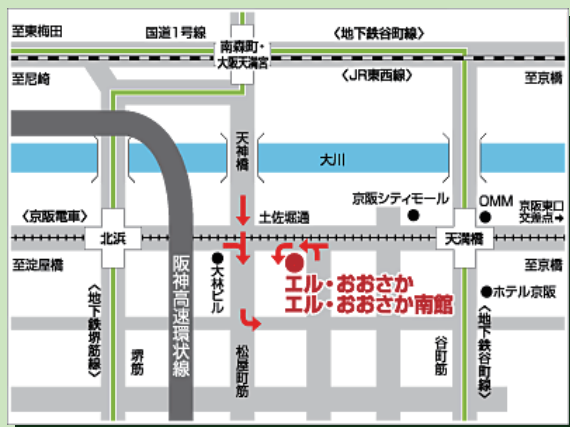 至東梅田
国道1号線
〈地下鉄谷町線〉
南森町・
大阪天満宮
至尼崎
〈JR東西線〉
至京橋
天神橋
大川
京阪シティモール
OMM
京阪東口
交差点→
〈京阪電車〉
土佐堀通
北浜
天満橋
至淀屋橋
大林ビル
至京橋
エル・おおさか
エル・おおさか南館
ホテル京阪
阪神高速環状線
〈地下鉄堺筋線〉
堺筋
松屋町筋
谷町筋
〈地下鉄谷町線〉